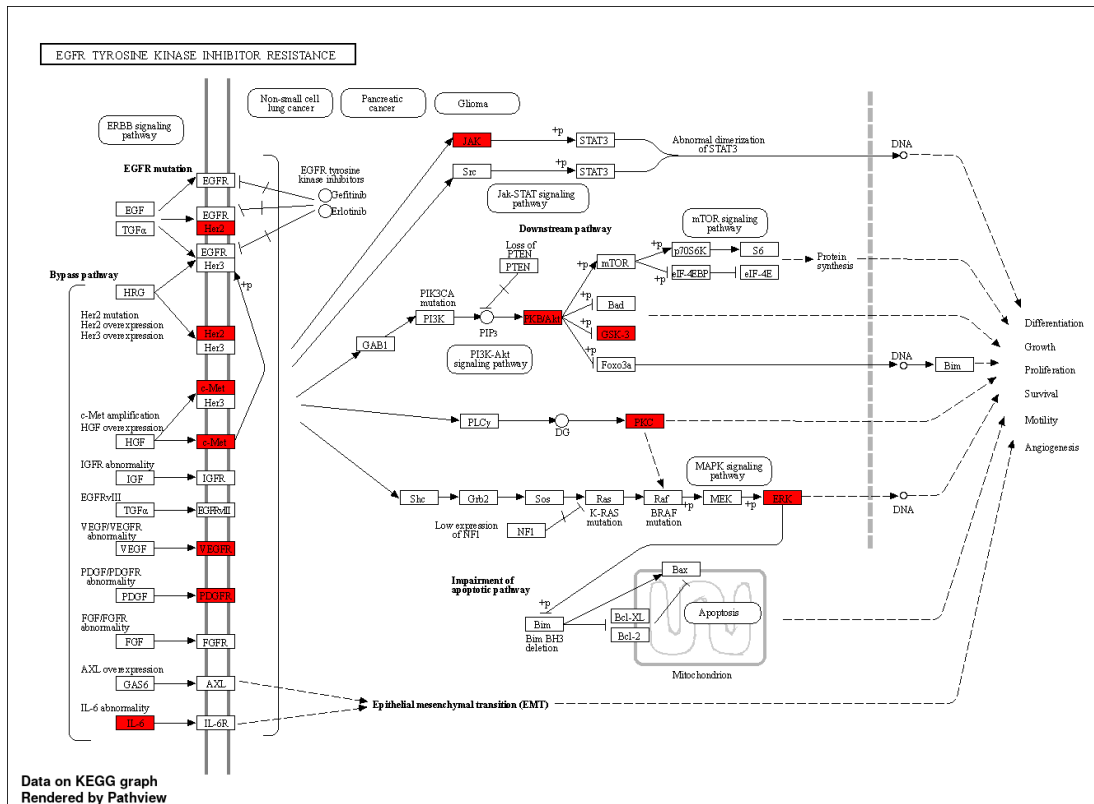 EGFR TYROSINE KINASE INHIBITOR RESISTANCE
Non-small cell
lung cancer
Pancreatic
cancer
Glioma
ERBB signaling
pathway
EGFR mutation
EGFR
EGF
TGFα
EGFR
Her2
EGFR
Her3
EGFR tyrosine
kinase inhibitors
Gefitinib
Erlotinib
JAK
+p
STAT3
Src
+p
STAT3
Abnormal dimerization
of STAT3
DNA
Jak-STAT signaling
pathway
Bypass pathway
HRG
+p
Her2 mutation
Her2 overexpression
Her3 overexpression
Her2
Her3
Downstream pathway
Loss of
PTEN
PTEN
mTOR signaling
pathway
+p
mTOR
+p
p70S6K
S6
+p
eIF-4EBP
eIF-4E
Protein
synthesis
PIK3CA
mutation
GAB1
PI3K
PIPs
PKB/Akt
+p
Bad
+p
GSK-3
+p
Foxo3a
DNA
Bim
PI3K-Akt
signaling pathway
Differentiation
Growth
Proliferation
Survival
Motility
Angiogenesis
c-Met
Her3
c-Met amplification
HGF overexpression
HGF
c-Met
PLCγ
DG
PKC
IGFR abnormality
IGF
IGFR
MAPK signaling
pathway
Shc
Grb2
Sos
Ras
Raf
+p
MEK
+p
ERK
DNA
K-RAS
mutation
BRAF
mutation
Low expression
of NF1
NF1
EGFRvIII
TGFα
EGFRvIII
VEGF/VEGFR
abnormality
VEGF
VEGFR
PDGF/PDGFR
abnormality
PDGF
PDGFR
Impairment of
apoptotic pathway
+p
Bim
Bim BH3
deletion
Bax
Bcl-XL
Bcl-2
Apoptosis
Mitochondrion
FGF/FGFR
abnormality
FGF
FGFR
AXL overexpression
GAS6
AXL
IL-6 abnormality
IL-6
IL-6R
Epithelial mesenchymal transition (EMT)
Data on KEGG graph
Rendered by Pathview